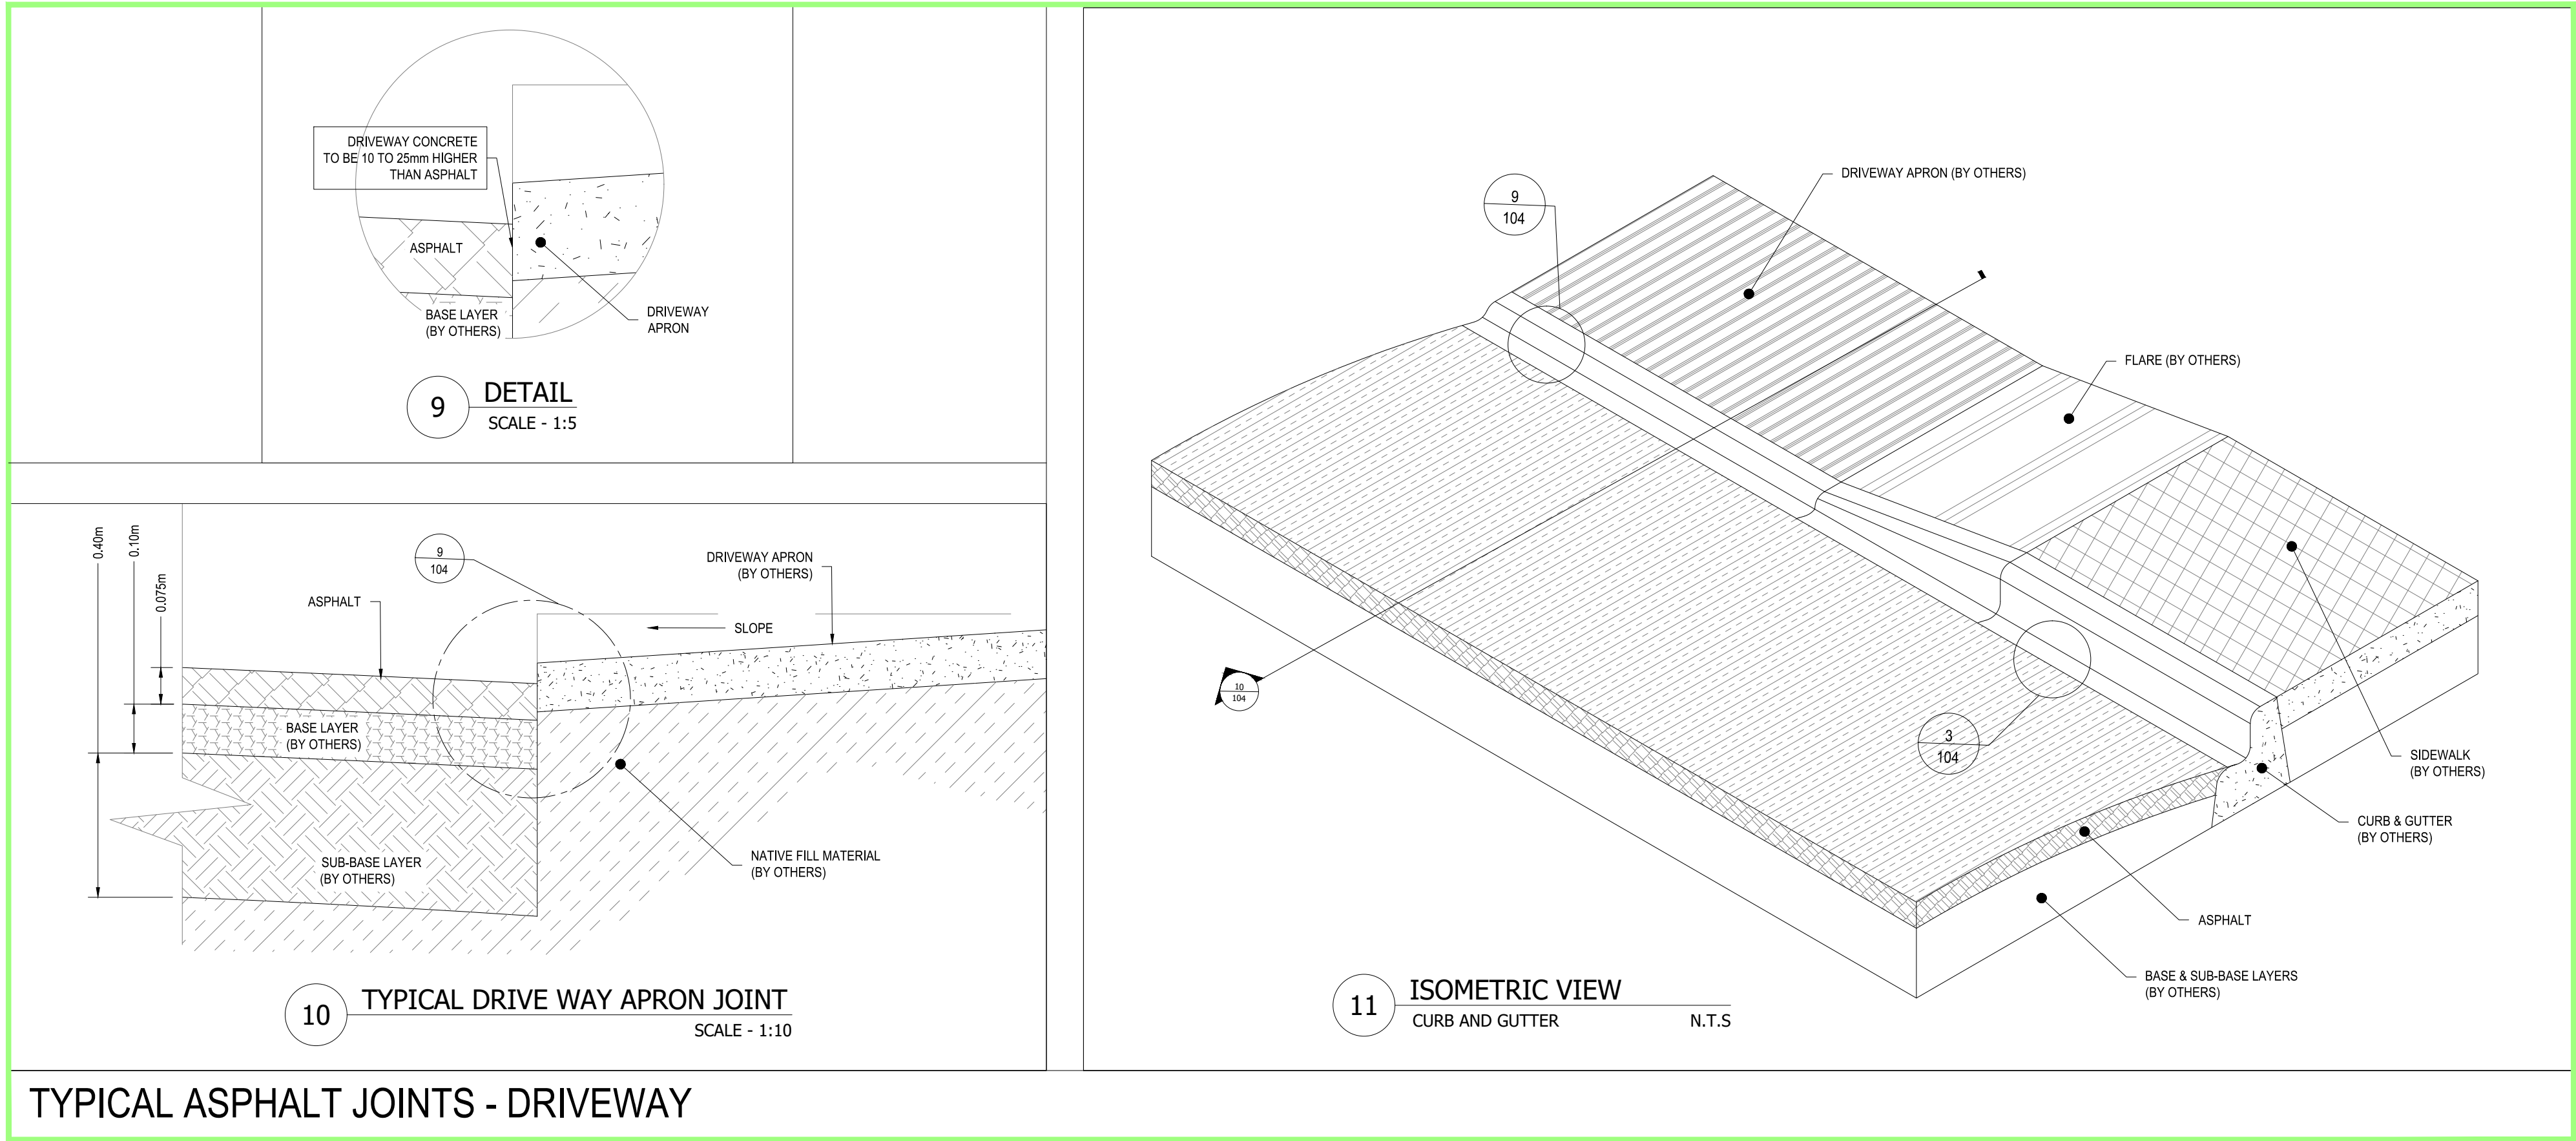 DRIVEWAY CONCRETE
TO BE 10 TO 25mm HIGHER
THAN ASPHALT
ASPHALT
BASE LAYER
(BY OTHERS)
DRIVEWAY
APRON
9
DETAIL
SCALE - 1:5
0.40m
0.10m
0.075m
9
104
ASPHALT
DRIVEWAY APRON
(BY OTHERS)
SLOPE
BASE LAYER
(BY OTHERS)
SUB-BASE LAYER
(BY OTHERS)
NATIVE FILL MATERIAL
(BY OTHERS)
10
TYPICAL DRIVE WAY APRON JOINT
SCALE - 1:10
9
104
DRIVEWAY APRON (BY OTHERS)
FLARE (BY OTHERS)
10
104
3
104
SIDEWALK
(BY OTHERS)
CURB & GUTTER
(BY OTHERS)
ASPHALT
BASE & SUB-BASE LAYERS
(BY OTHERS)
11
ISOMETRIC VIEW
CURB AND GUTTER N.T.S
TYPICAL ASPHALT JOINTS - DRIVEWAY